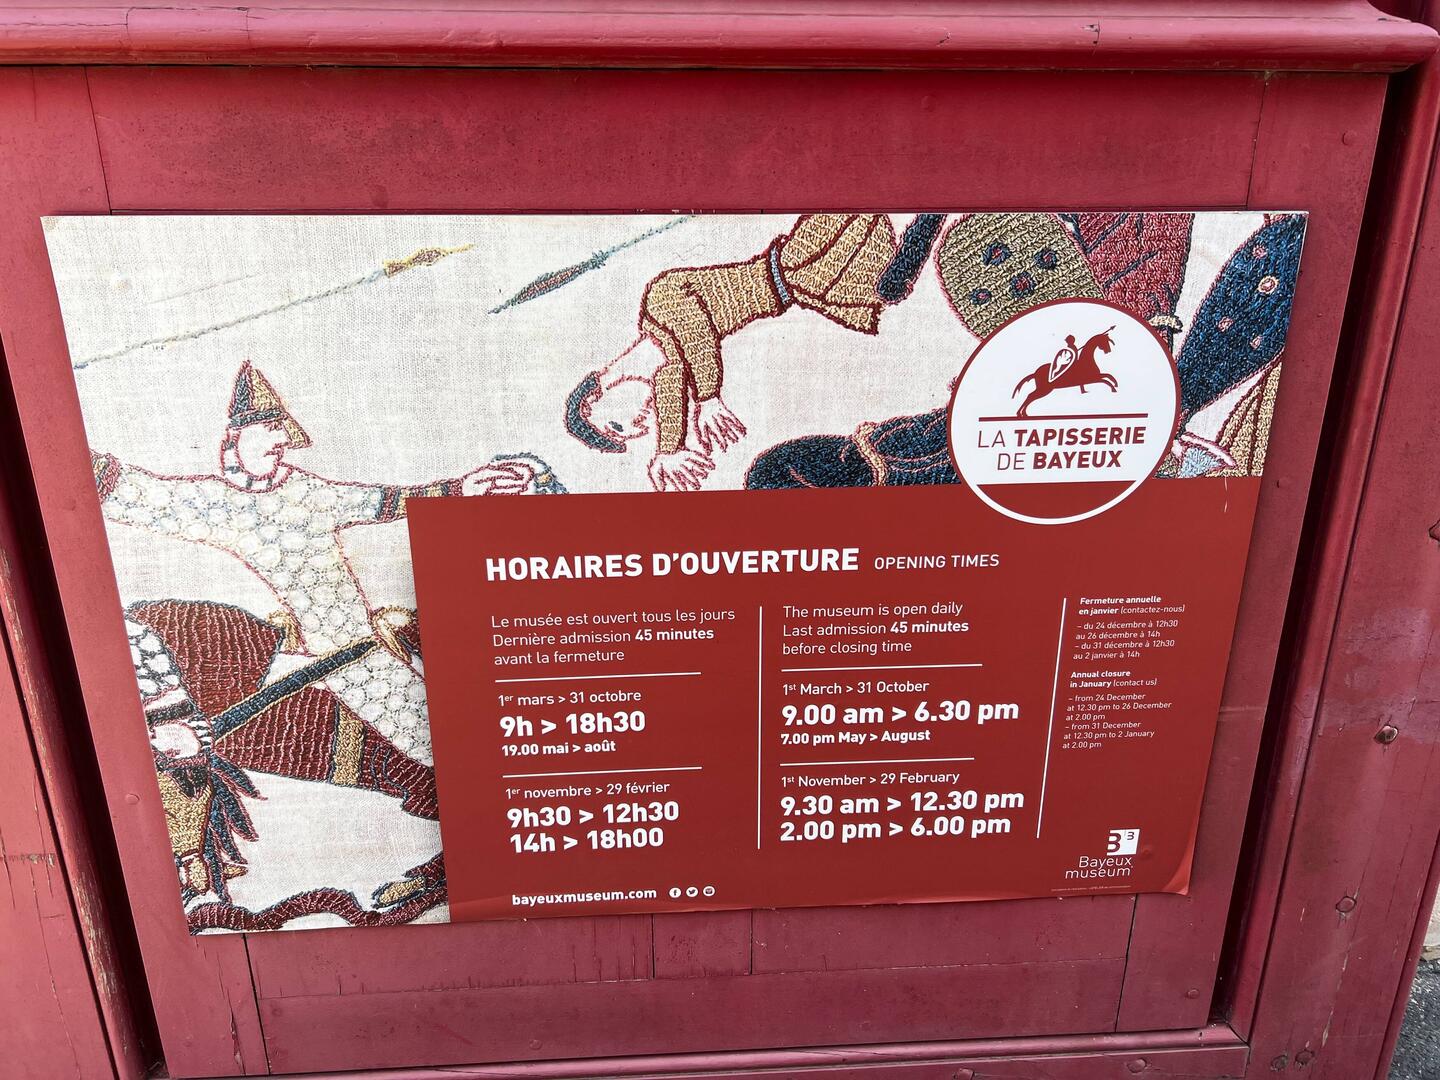 LA TAPISSERIE
DE BAYEUX
HORAIRES D'OUVERTURE OPENING TIMES
Le musée est ouvert tous les jours
Dernière admission 45 minutes
avant la fermeture
1er mars > 31 octobre
9h > 18h30
19.00 mai > août
1er novembre > 29 février
9h30 > 12h30
14h > 18h00
bayeuxmuseum.com
The museum is open daily
Last admission 45 minutes
before closing time
1st March > 31 October
9.00 am > 6.30 pm
7.00 pm May > August
1st November > 29 February
9.30 am > 12.30 pm
2.00 pm > 6.00 pm
Fermeture annuelle
en janvier (contactez-nous)
– du 24 décembre à 12h30
au 26 décembre à 14h
– du 31 décembre à 12h30
au 2 janvier à 14h
Annual closure
in January (contact us)
– from 24 December
at 12.30 pm to 26 December
at 2.00 pm
– from 31 December
at 12.30 pm to 2 January
at 2.00 pm
Bayeux
museum